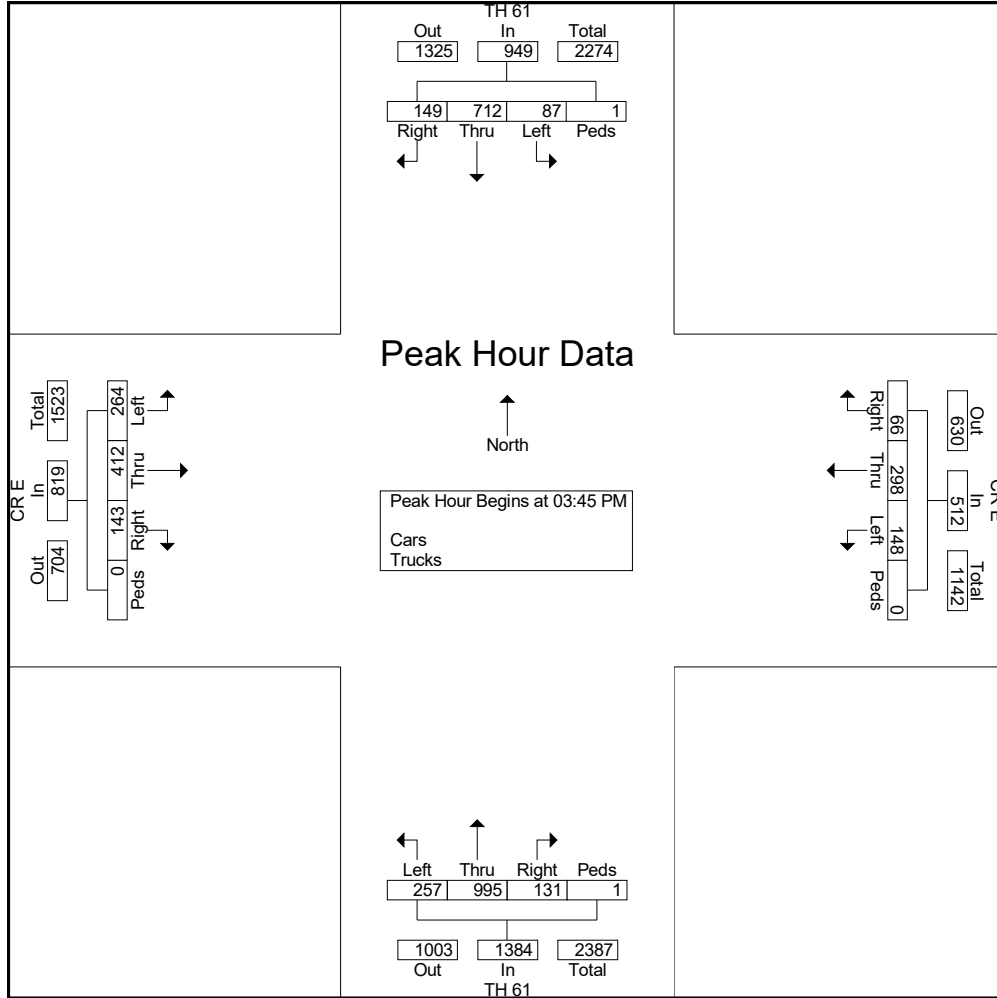 TH 61
Out In Total
1325 949 2274
149 712 87 1
Right Thru Left Peds
Peak Hour Data
North
Peak Hour Begins at 03:45 PM
Cars
Trucks
CR E
Total In Out
1523 819 704
264 412 143 0
Left Thru Right Peds
Right Thru Left Peds
66 298 148 0
Out In Total
630 512 1142
CR E
Left Thru Right Peds
257 995 131 1
1003 1384 2387
Out In Total
TH 61